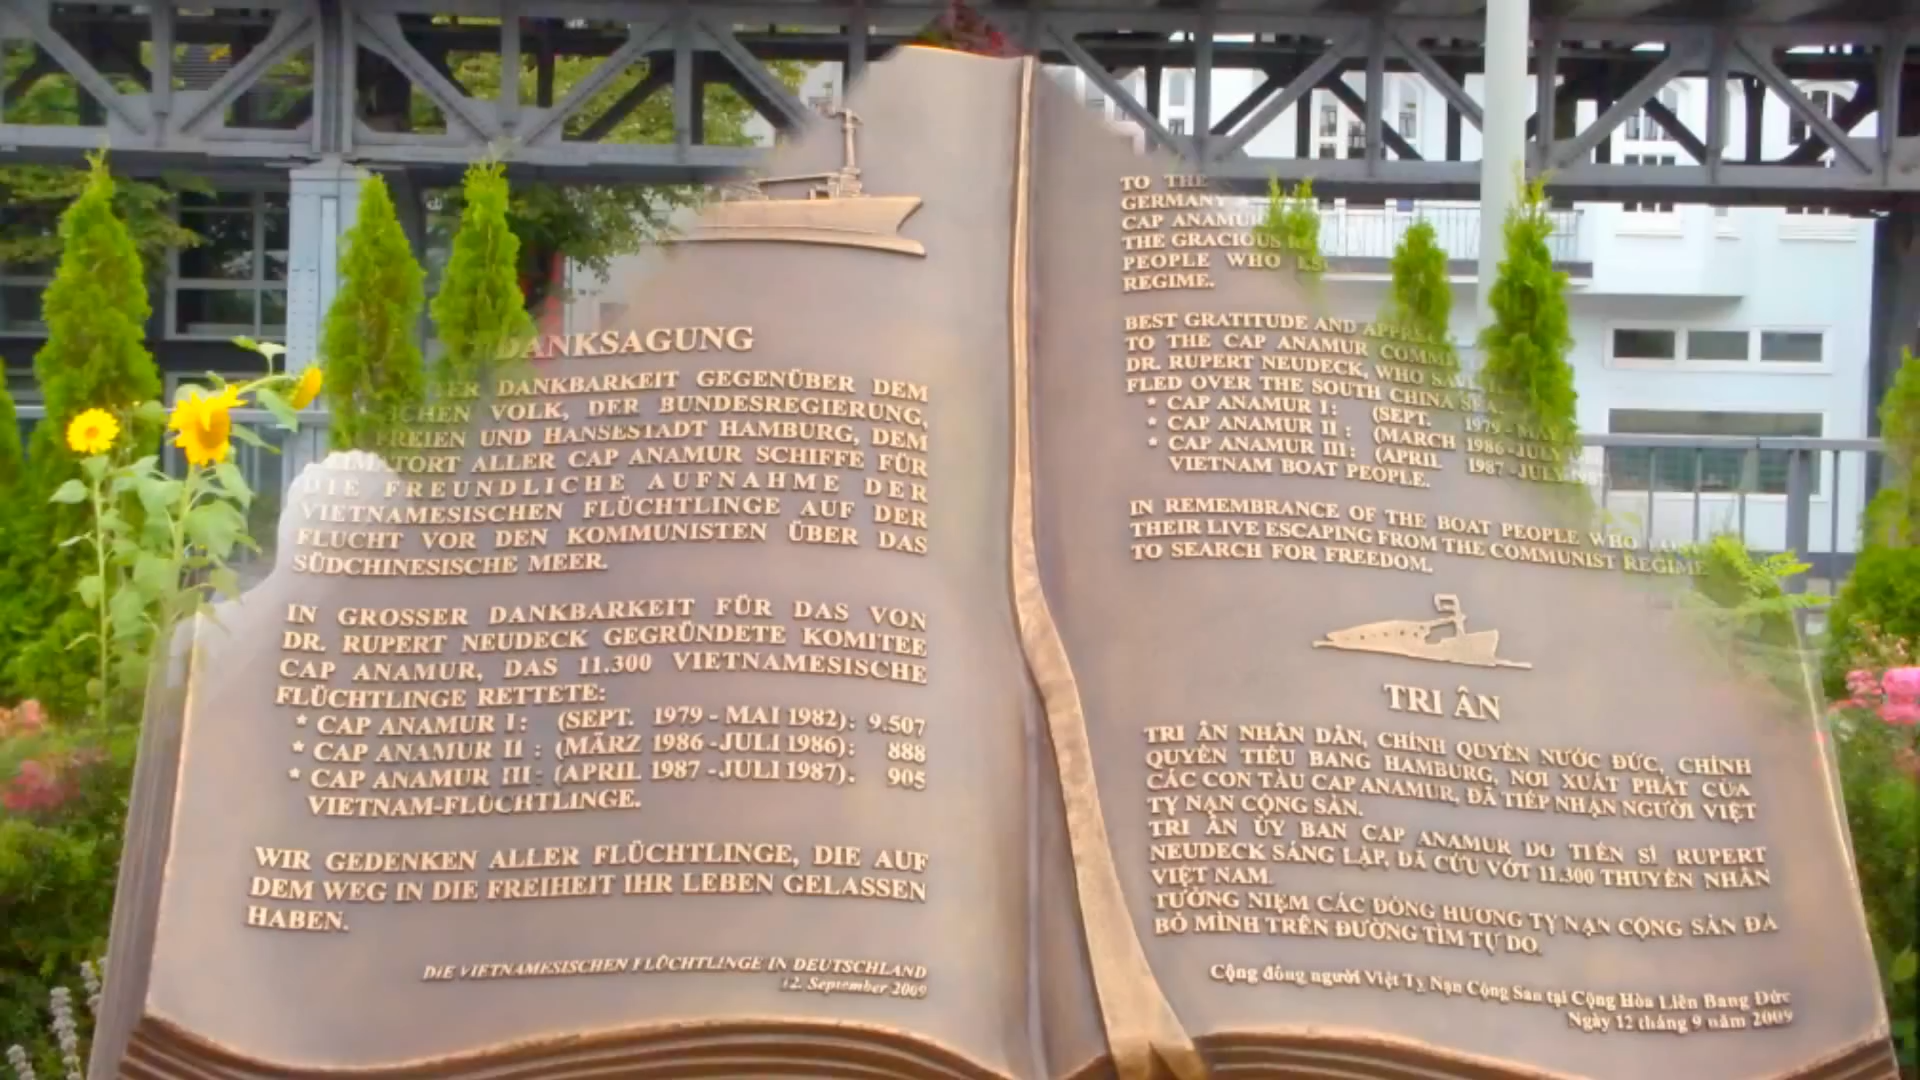 DANKSAGUNG
DANKBARKEIT GEGENÜBER DEM
VOLK, DER BUNDESREGIERUNG,
FREIEN UND HANSESTADT HAMBURG, DEM
ALLER CAP ANAMUR SCHIFFE FÜR
DIE FREUNDLICHE AUFNAHME DER
VIETNAMESISCHEN FLÜCHTLINGE AUF DER
FLUCHT VOR DEN KOMMUNISTEN ÜBER DAS
SÜDCHINESISCHE MEER.
IN GROSSER DANKBARKEIT FÜR DAS VON
DR. RUPERT NEUDECK GEGRÜNDETE KOMITEE
CAP ANAMUR, DAS 11.300 VIETNAMESISCHE
FLÜCHTLINGE RETTETE:
* CAP ANAMUR I: (SEPT. 1979 - MAI 1982): 9.507
* CAP ANAMUR II : (MÄRZ 1986 - JULI 1986): 888
* CAP ANAMUR III : (APRIL 1987 - JULI 1987): 905
VIETNAM-FLÜCHTLINGE.
WIR GEDENKEN ALLER FLÜCHTLINGE, DIE AUF
DEM WEG IN DIE FREIHEIT IHR LEBEN GELASSEN
HABEN.
DIE VIETNAMESISCHEN FLÜCHTLINGE IN DEUTSCHLAND
12. September 2009
TO THE
GERMANY
CAP ANAMUR
THE GRACIOUS
PEOPLE WHO
REGIME.
BEST GRATITUDE AND
TO THE CAP ANAMUR
DR. RUPERT NEUDECK, WHO
FLED OVER THE SOUTH CHINA SEA.
* CAP ANAMUR I: (SEPT. 1979 -
* CAP ANAMUR II : (MARCH 1986 - JULY
* CAP ANAMUR III: (APRIL 1987 - JULY 1987)
VIETNAM BOAT PEOPLE.
IN REMEMBRANCE OF THE BOAT PEOPLE WHO
THEIR LIVE ESCAPING FROM THE COMMUNIST REGIME
TO SEARCH FOR FREEDOM.
TRI ÂN
TRI ÂN NHÂN DÂN, CHÍNH QUYỀN NƯỚC ĐỨC, CHÍNH
QUYỀN TIỂU BANG HAMBURG, NƠI XUẤT PHÁT CỦA
CÁC CON TÀU CAP ANAMUR, ĐÃ TIẾP NHẬN NGƯỜI VIỆT
TỴ NẠN CỘNG SẢN.
TRI ÂN ỦY BAN CAP ANAMUR DO TIẾN SĨ RUPERT
NEUDECK SÁNG LẬP, ĐÃ CỨU VỚT 11.300 THUYỀN NHÂN
VIỆT NAM.
TƯỞNG NIỆM CÁC ĐỒNG HƯƠNG TỴ NẠN CỘNG SẢN ĐÃ
BỎ MÌNH TRÊN ĐƯỜNG TÌM TỰ DO.
Cộng đồng người Việt Tỵ Nạn Cộng Sản tại Cộng Hòa Liên Bang Đức
Ngày 12 tháng 9 năm 2009